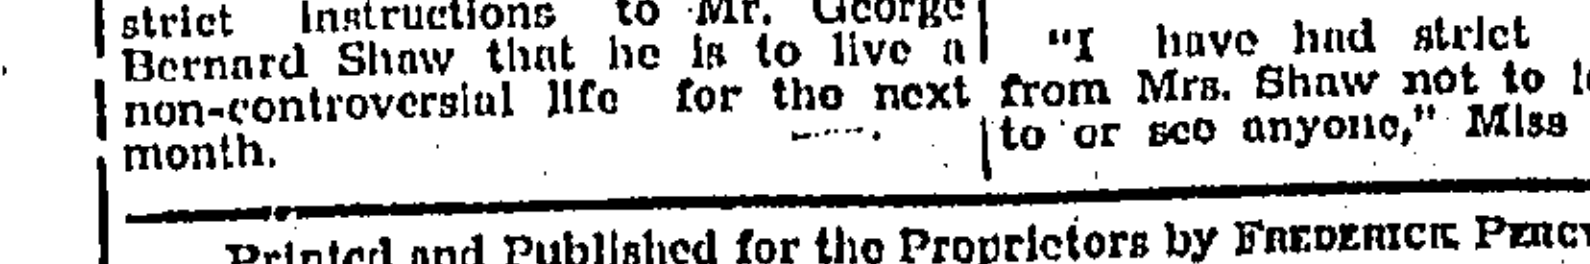 strict instructions to Mr. George
Bernard Shaw that he is to live a
non-controversial life for the next
month.
"I have had strict
from Mrs. Shaw not to
to or see anyone," Miss
Printed and Published for the Proprietors by FREDERICK PERCY